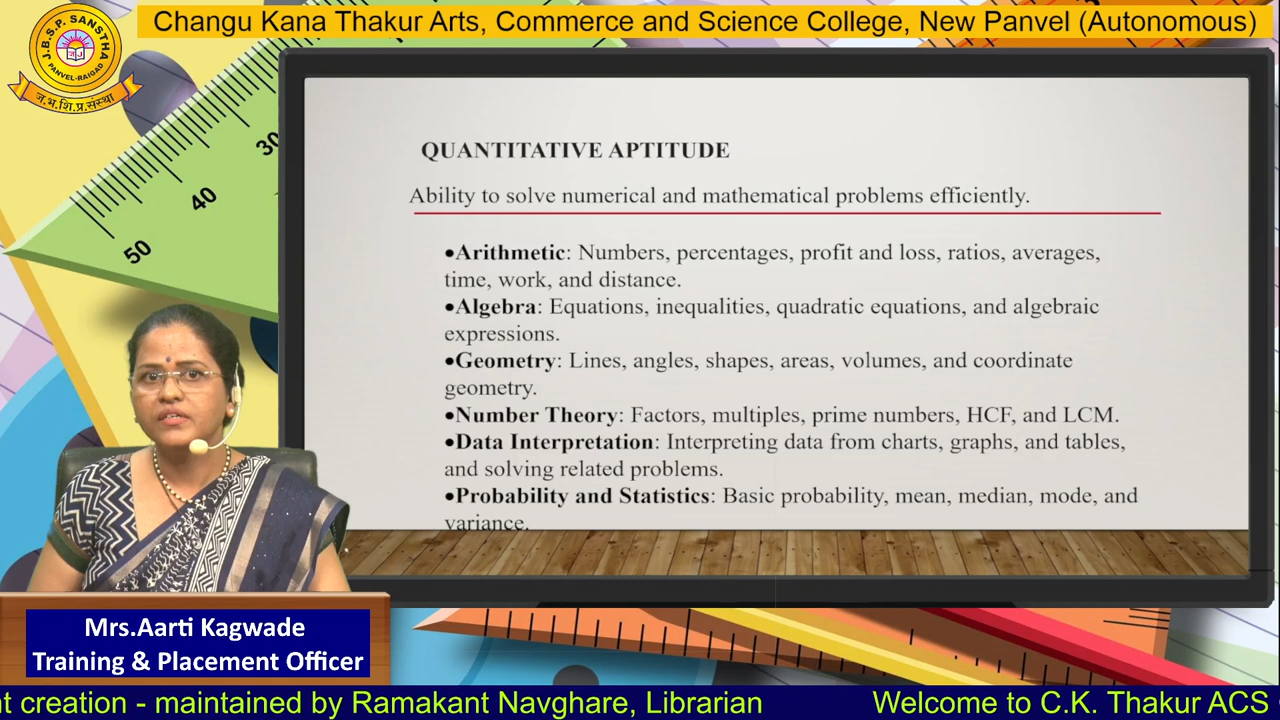 Changu Kana Thakur Arts, Commerce and Science College, New Panvel (Autonomous)
J.B.S.P. SANSTHA
PANVEL-RAIGAD
ज.भ.शि.प्र.संस्था
30
40
50
QUANTITATIVE APTITUDE
Ability to solve numerical and mathematical problems efficiently.
•Arithmetic: Numbers, percentages, profit and loss, ratios, averages,
time, work, and distance.
•Algebra: Equations, inequalities, quadratic equations, and algebraic
expressions.
•Geometry: Lines, angles, shapes, areas, volumes, and coordinate
geometry.
•Number Theory: Factors, multiples, prime numbers, HCF, and LCM.
•Data Interpretation: Interpreting data from charts, graphs, and tables,
and solving related problems.
•Probability and Statistics: Basic probability, mean, median, mode, and
variance.
Mrs.Aarti Kagwade
Training & Placement Officer
nt creation - maintained by Ramakant Navghare, Librarian
Welcome to C.K. Thakur ACS